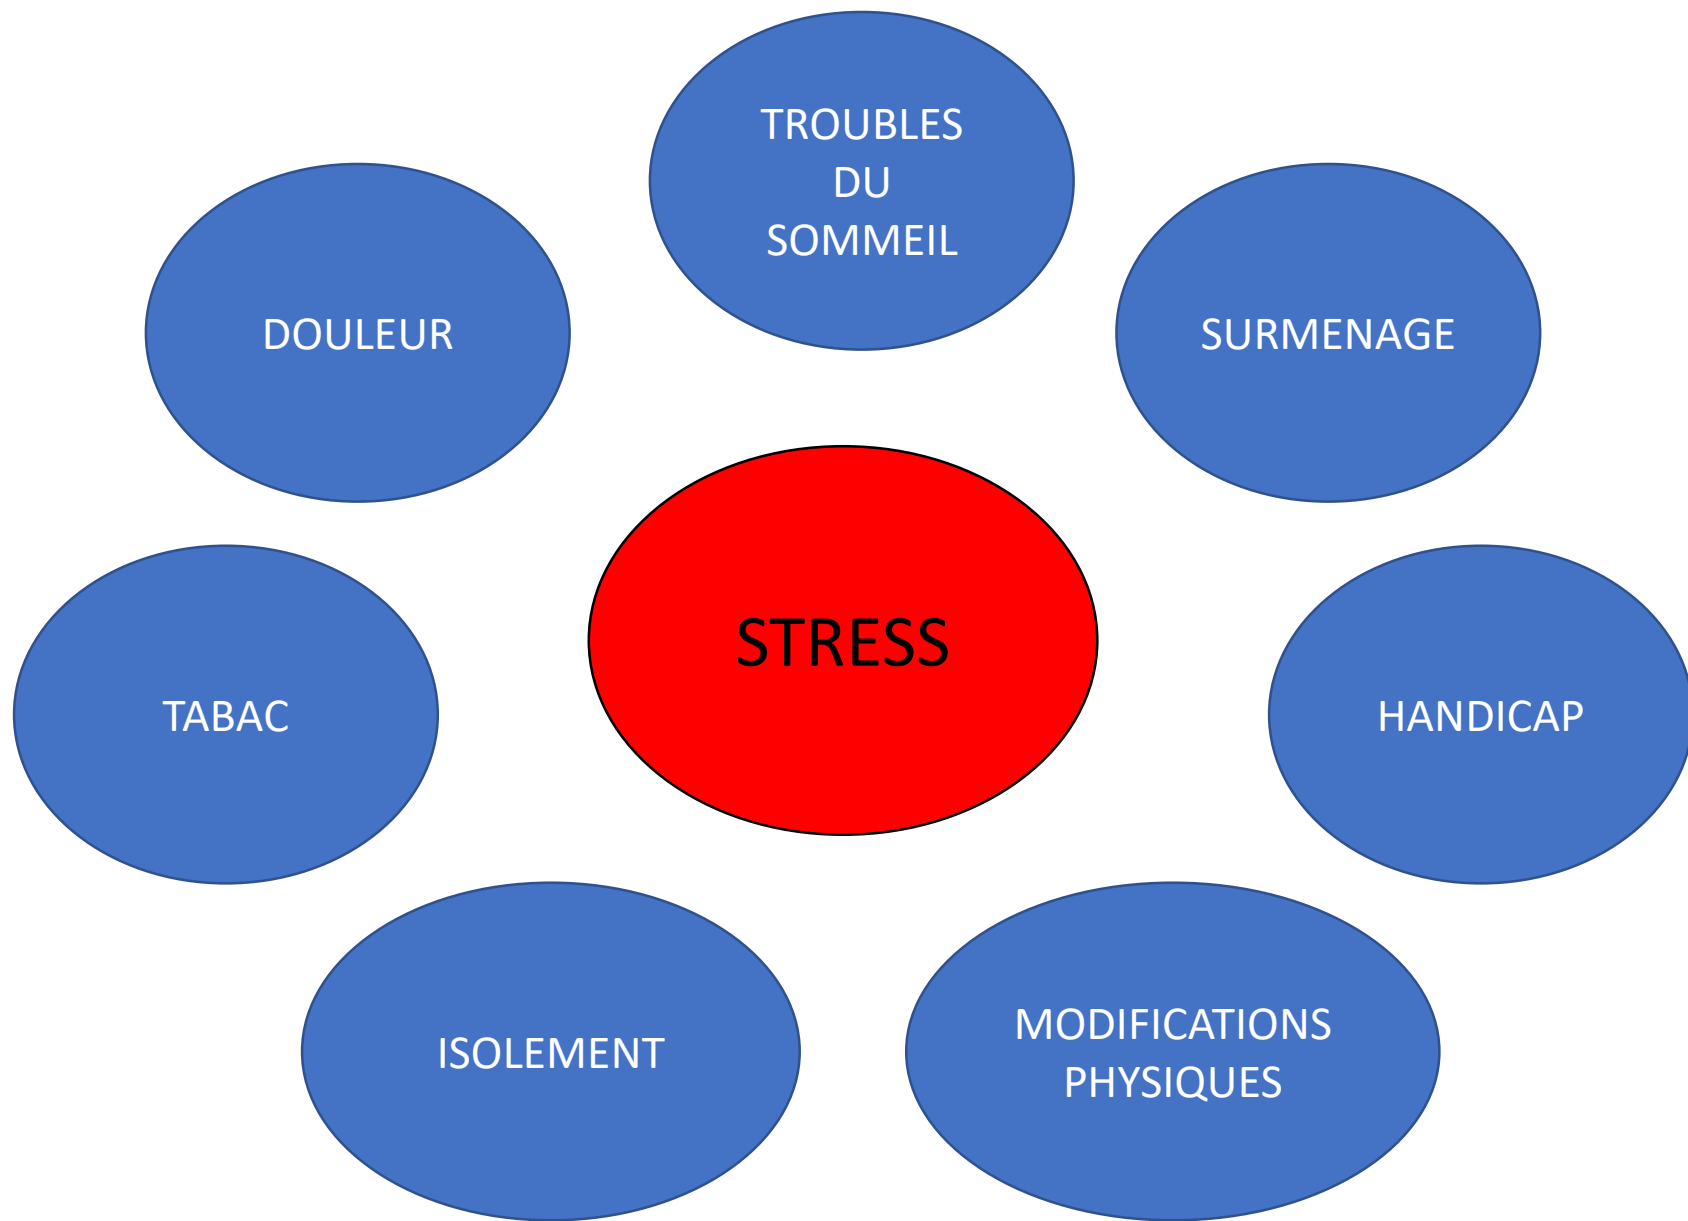 TROUBLES
DU
SOMMEIL
DOULEUR
SURMENAGE
STRESS
TABAC
HANDICAP
ISOLEMENT
MODIFICATIONS
PHYSIQUES